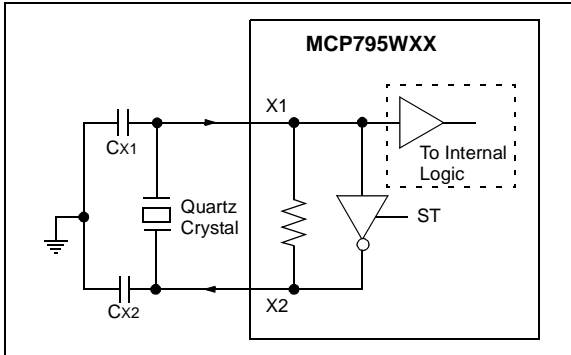 MCP795WXX
X1
CX1
To Internal
Logic
Quartz
Crystal
ST
CX2
X2